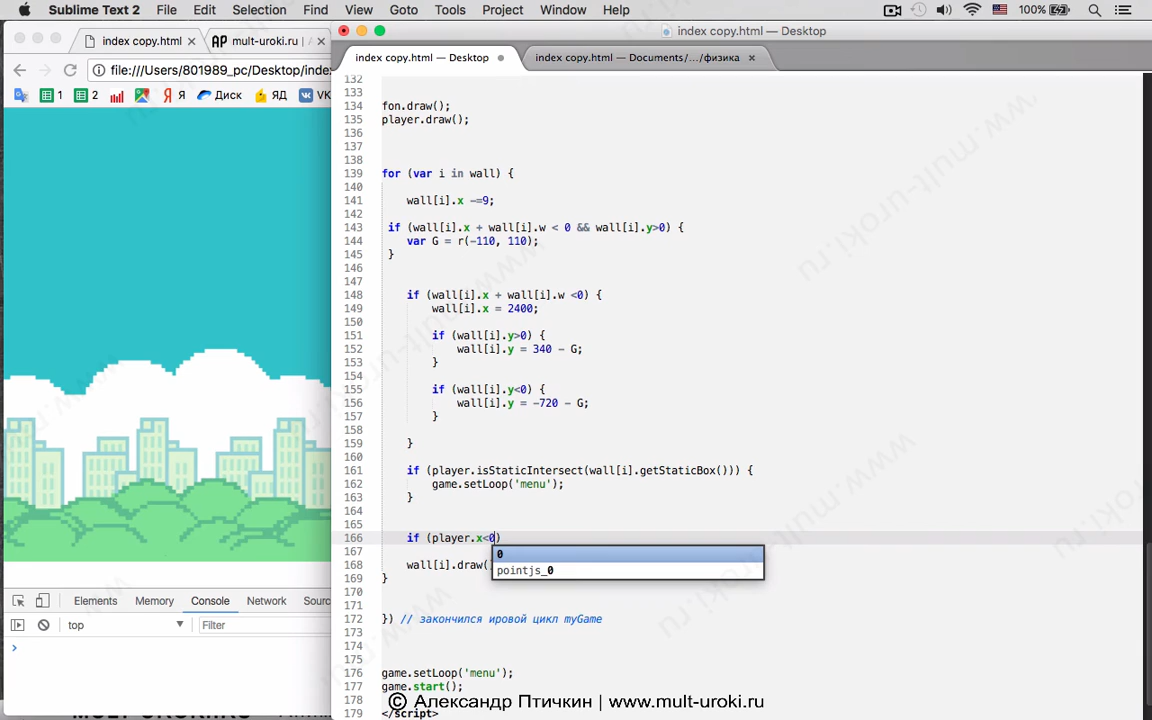 Sublime Text 2 File Edit Selection Find View Goto Tools Project Window Help 100%
index copy.html
mult-uroki.ru
index copy.html — Desktop
index copy.html — Desktop
index copy.html — Documents/.../физика
file:///Users/801989_pc/Desktop/inde
1 2 Я Диск ЯД VK
132
133
134 fon.draw();
135 player.draw();
136
137
138
139 for (var i in wall) {
140
141 wall[i].x -=9;
142
143 if (wall[i].x + wall[i].w < 0 && wall[i].y>0) {
144 var G = r(-110, 110);
145 }
146
147
148 if (wall[i].x + wall[i].w <0) {
149 wall[i].x = 2400;
150
151 if (wall[i].y>0) {
152 wall[i].y = 340 - G;
153 }
154
155 if (wall[i].y<0) {
156 wall[i].y = -720 - G;
157 }
158
159 }
160
161 if (player.isStaticIntersect(wall[i].getStaticBox())) {
162 game.setLoop('menu');
163 }
164
165
166 if (player.x<0)
0
pointjs_0
167
168 wall[i].draw(
169 }
170
171
172 }) // закончился ировой цикл myGame
173
174
175
176 game.setLoop('menu');
177 game.start();
178
179 </script>
Elements Memory Console Network Sourc
top Filter
© Александр Птичкин | www.mult-uroki.ru
www.mult-uroki.ru